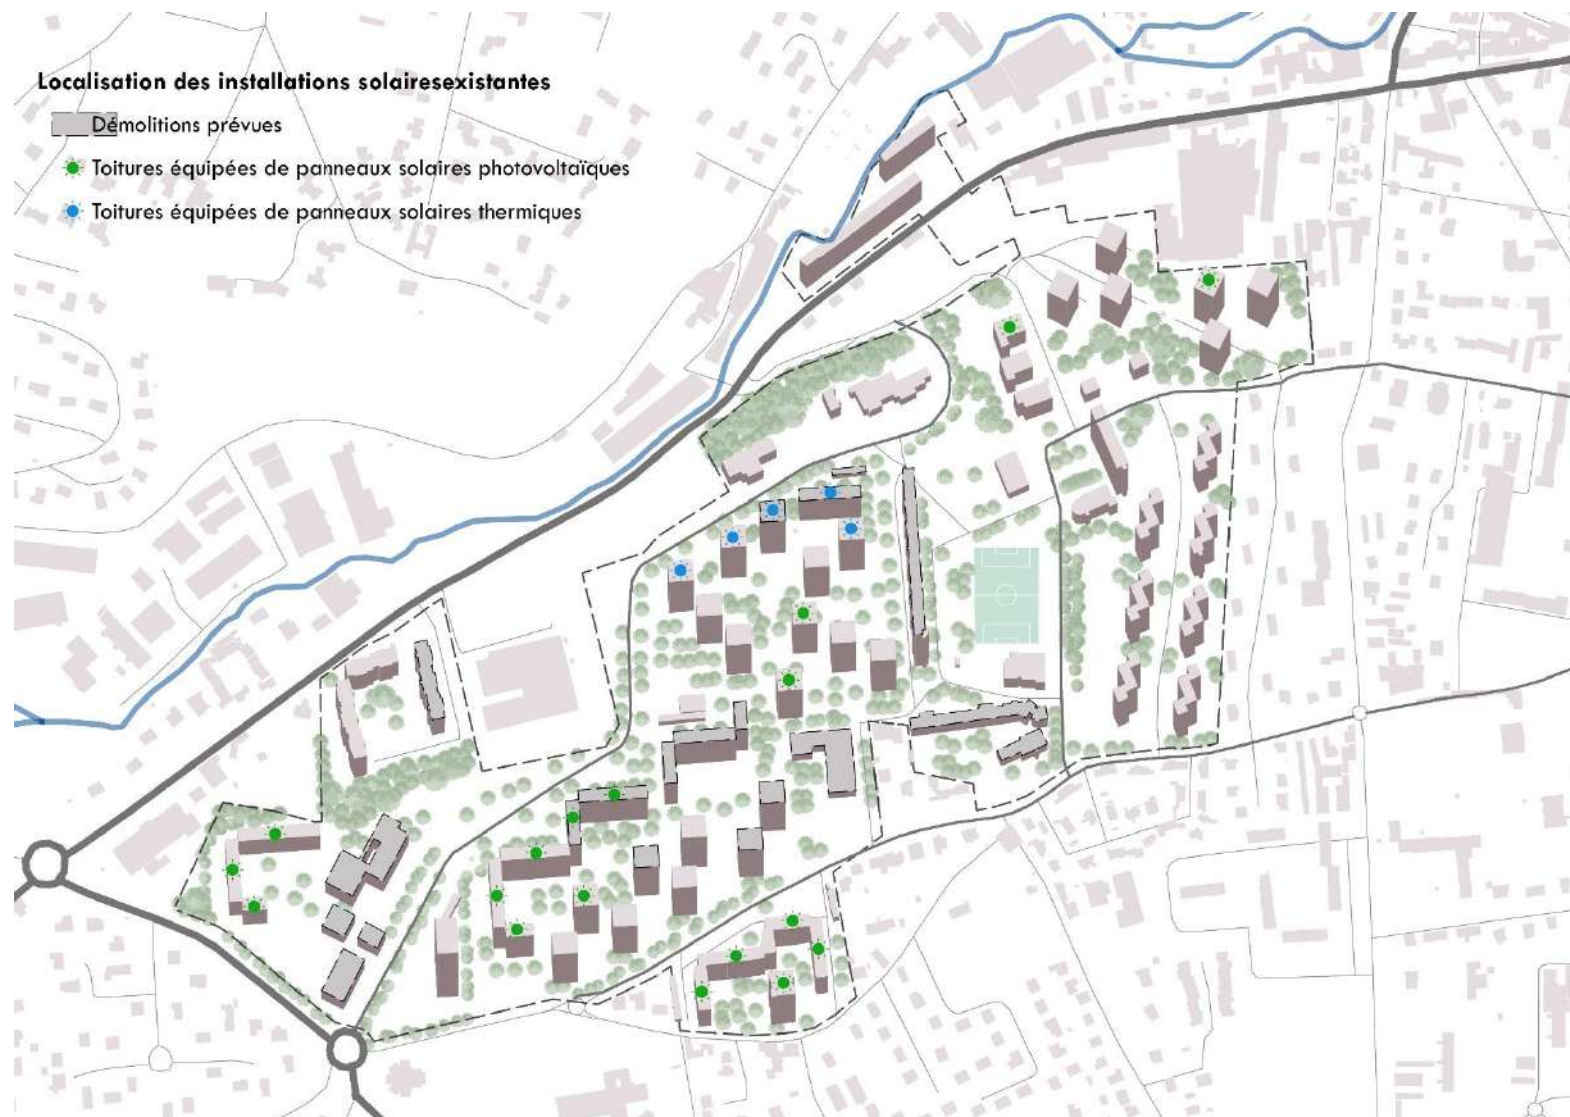 Localisation des installations solairesexistantes
Démolitions prévues
Toitures équipées de panneaux solaires photovoltaïques
Toitures équipées de panneaux solaires thermiques